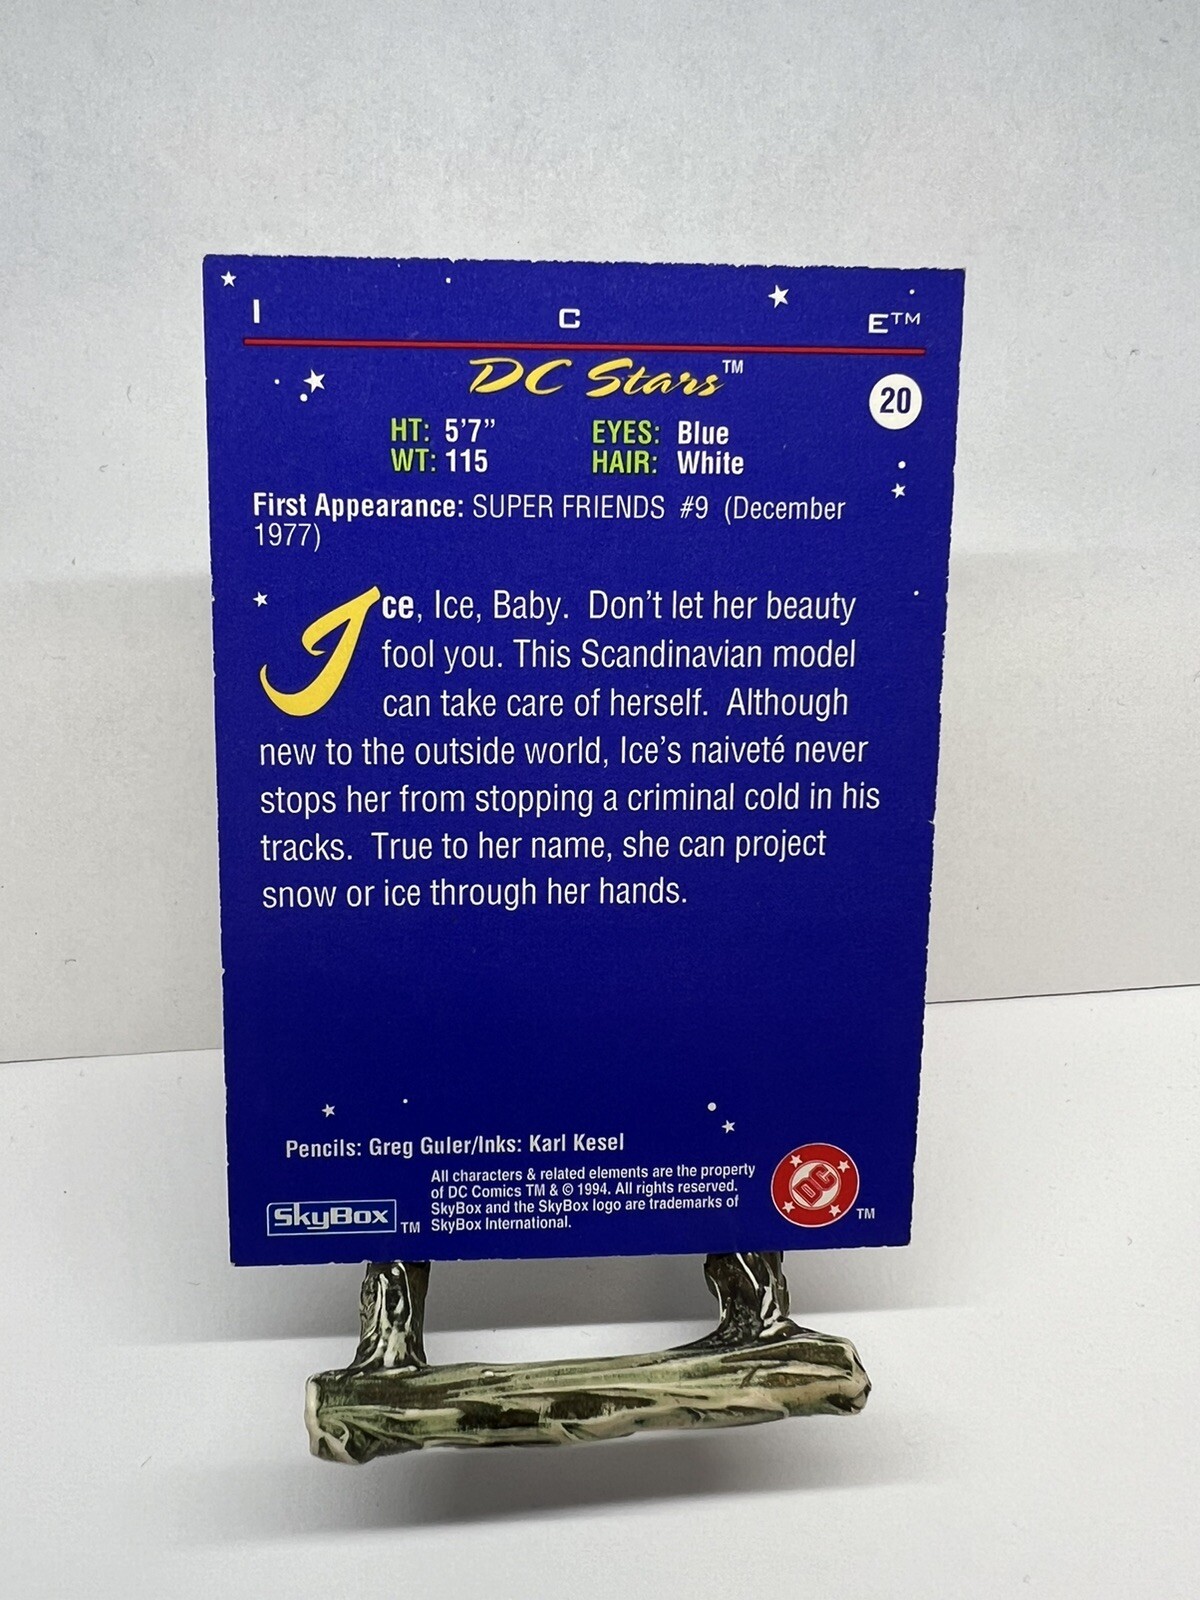 I C E™
DC Stars™
20
HT: 5'7" EYES: Blue
WT: 115 HAIR: White
First Appearance: SUPER FRIENDS #9 (December
1977)
Ice, Ice, Baby. Don't let her beauty
fool you. This Scandinavian model
can take care of herself. Although
new to the outside world, Ice's naiveté never
stops her from stopping a criminal cold in his
tracks. True to her name, she can project
snow or ice through her hands.
Pencils: Greg Guler/Inks: Karl Kesel
All characters & related elements are the property
of DC Comics TM & © 1994. All rights reserved.
SkyBox and the SkyBox logo are trademarks of
SkyBox International.
SkyBox TM
DC TM